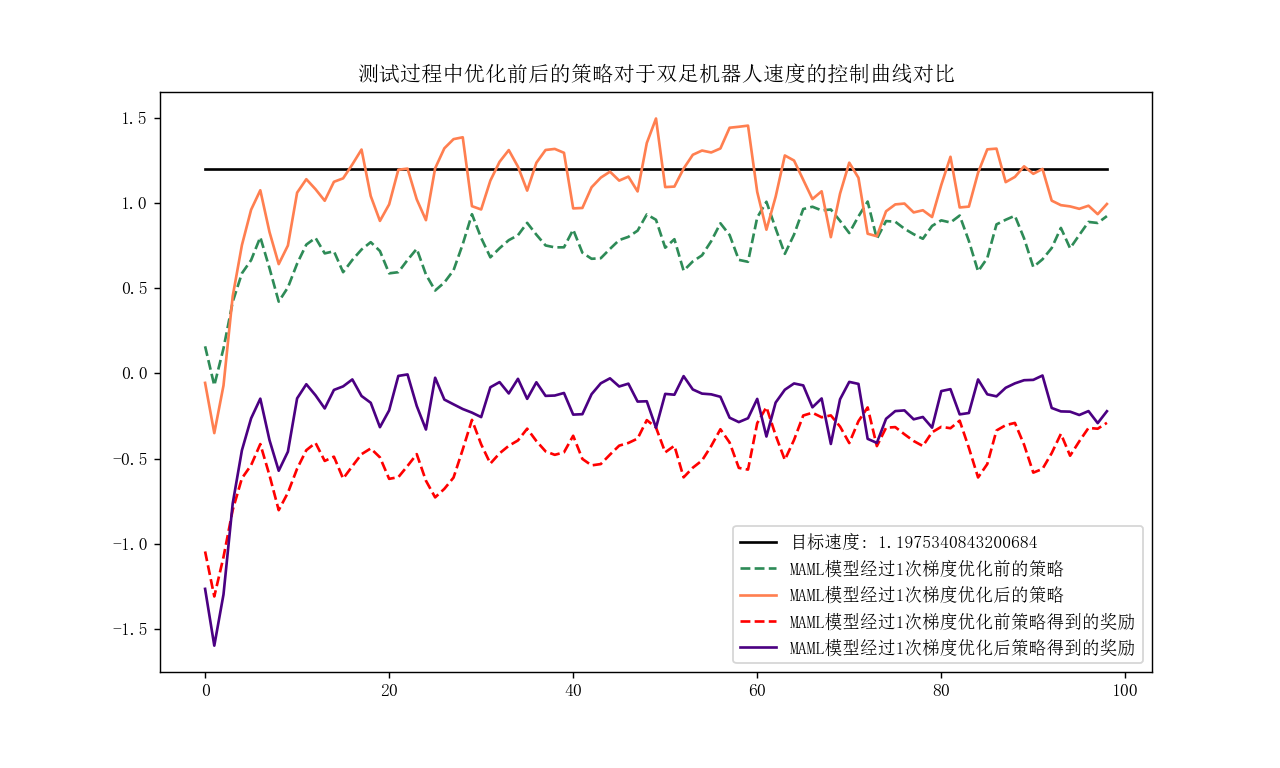 测试过程中优化前后的策略对于双足机器人速度的控制曲线对比
1.5
1.0
0.5
0.0
−0.5
−1.0
−1.5
目标速度: 1.1975340843200684
MAML模型经过1次梯度优化前的策略
MAML模型经过1次梯度优化后的策略
MAML模型经过1次梯度优化前策略得到的奖励
MAML模型经过1次梯度优化后策略得到的奖励
0 20 40 60 80 100